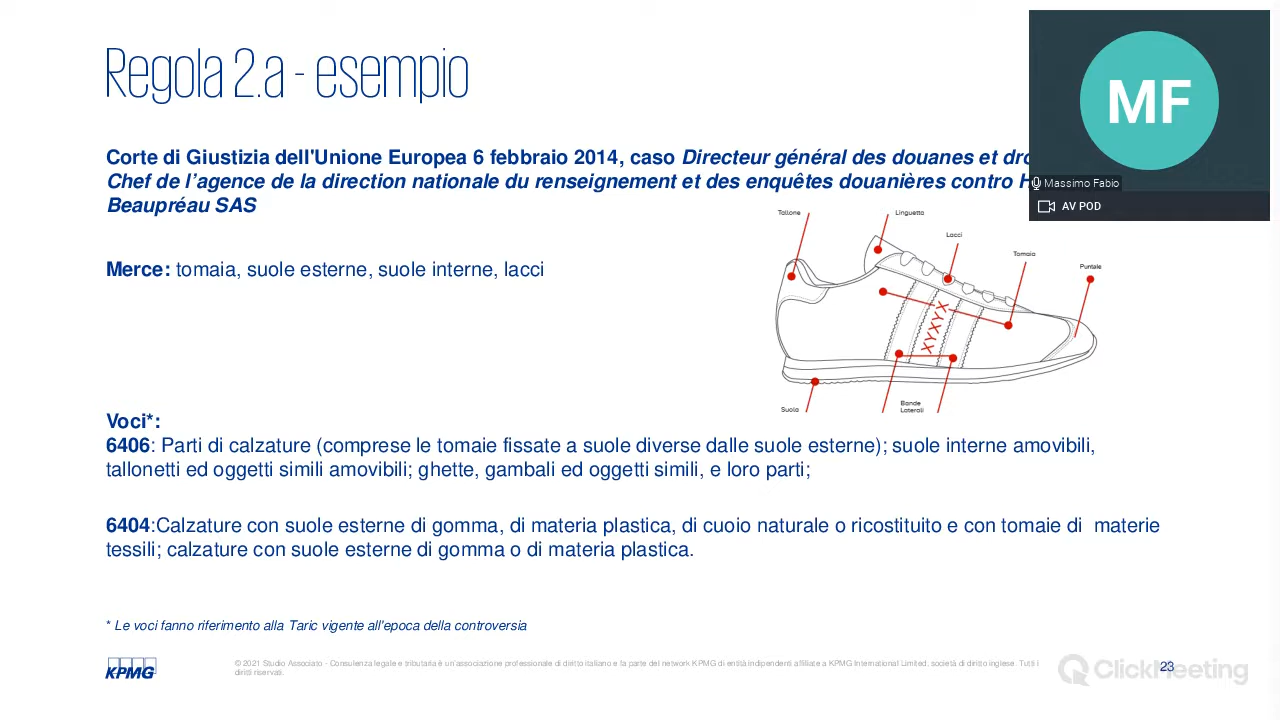 Regola 2.a - esempio
MF
Corte di Giustizia dell'Unione Europea 6 febbraio 2014, caso Directeur général des douanes et
Chef de l'agence de la direction nationale du renseignement et des enquêtes douanières contro
Beaupréau SAS
Massimo Fabio
AV POD
Tallone
Linguetta
Lacci
Tomaia
Puntale
Merce: tomaia, suole esterne, suole interne, lacci
XYXYX
Suola
Bande
Laterali
Voci*:
6406: Parti di calzature (comprese le tomaie fissate a suole diverse dalle suole esterne); suole interne amovibili,
tallonetti ed oggetti simili amovibili; ghette, gambali ed oggetti simili, e loro parti;
6404:Calzature con suole esterne di gomma, di materia plastica, di cuoio naturale o ricostituito e con tomaie di materie
tessili; calzature con suole esterne di gomma o di materia plastica.
* Le voci fanno riferimento alla Taric vigente all'epoca della controversia
KPMG
© 2021 Studio Associato - Consulenza legale e tributaria è un'associazione professionale di diritto italiano e fa parte del network KPMG di entità indipendenti affiliate a KPMG International Limited, società di diritto inglese. Tutti i
diritti riservati.
23
ClickMeeting